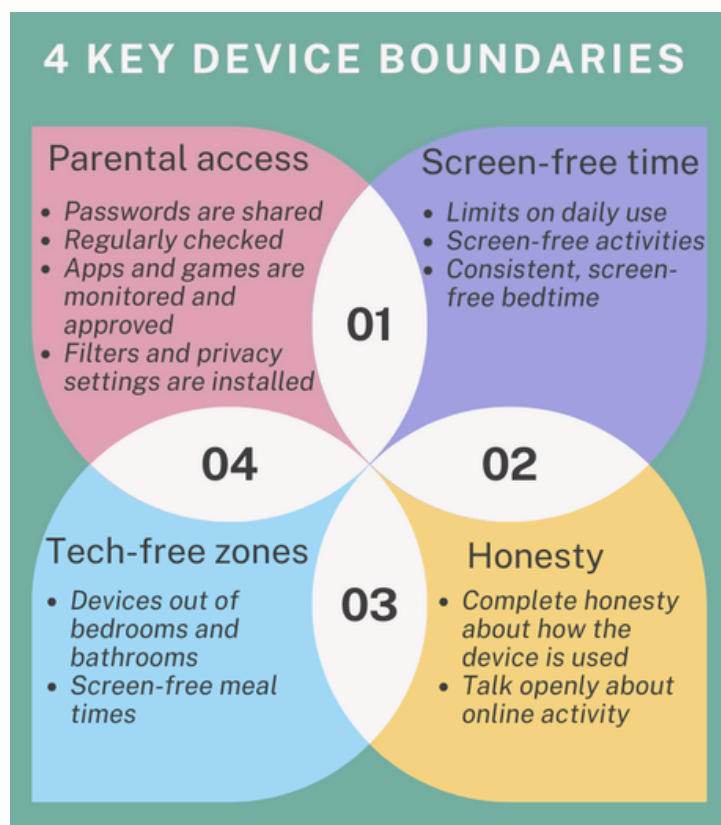 4 KEY DEVICE BOUNDARIES
Parental access
• Passwords are shared
• Regularly checked
• Apps and games are
monitored and
approved
• Filters and privacy
settings are installed
Screen-free time
• Limits on daily use
• Screen-free activities
• Consistent, screen-
free bedtime
01
04
02
03
Tech-free zones
• Devices out of
bedrooms and
bathrooms
• Screen-free meal
times
Honesty
• Complete honesty
about how the
device is used
• Talk openly about
online activity